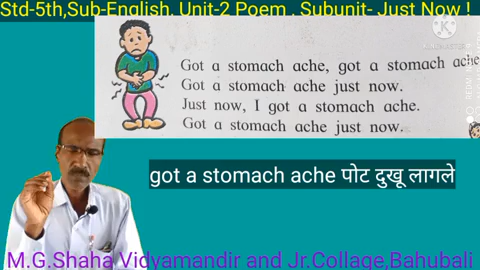 Std-5th,Sub-English, Unit-2 Poem , Subunit- Just Now !
KINEMASTER
Got a stomach ache, got a stomach ache
Got a stomach ache just now.
Just now, I got a stomach ache.
Got a stomach ache just now.
got a stomach ache पोट दुखू लागले
M.G.Shaha Vidyamandir and Jr.Collage,Bahubali